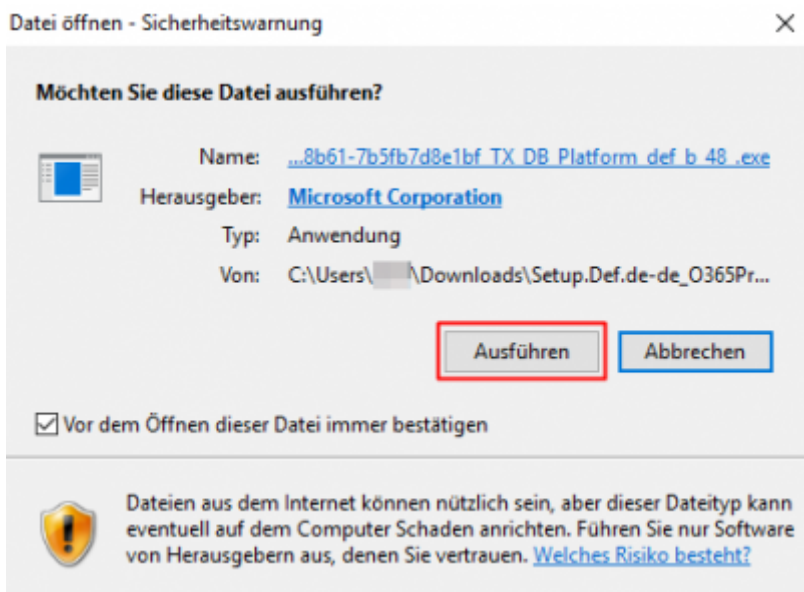 Datei öffnen - Sicherheitswarnung
Möchten Sie diese Datei ausführen?
Name: ...8b61-7b5fb7d8e1bf_TX_DB_Platform_def_b_48_.exe
Herausgeber: Microsoft Corporation
Typ: Anwendung
Von: C:\Users\ \Downloads\Setup.Def.de-de_O365Pr...
Ausführen Abbrechen
Vor dem Öffnen dieser Datei immer bestätigen
Dateien aus dem Internet können nützlich sein, aber dieser Dateityp kann
eventuell auf dem Computer Schaden anrichten. Führen Sie nur Software
von Herausgebern aus, denen Sie vertrauen. Welches Risiko besteht?